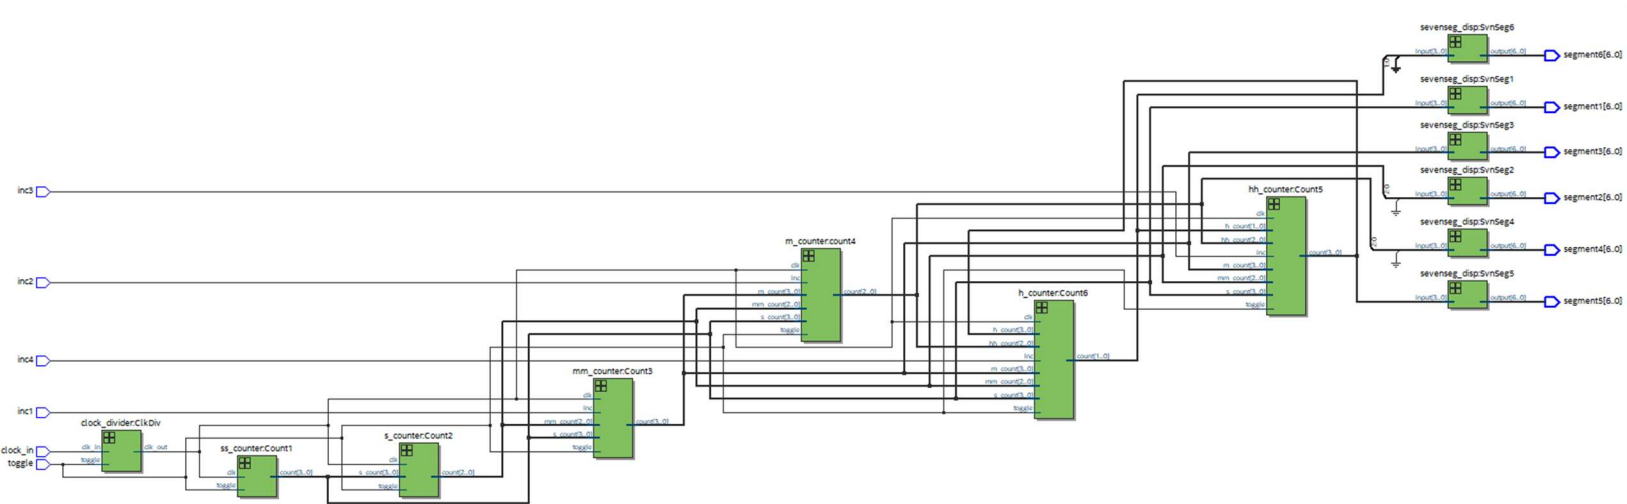 sevenseg_disp:SvnSeg6
input[3..0] output[6..0] segment6[6..0]
1:0
sevenseg_disp:SvnSeg1
input[3..0] output[6..0] segment1[6..0]
sevenseg_disp:SvnSeg3
input[3..0] output[6..0] segment3[6..0]
sevenseg_disp:SvnSeg2
2:0
input[3..0] output[6..0] segment2[6..0]
sevenseg_disp:SvnSeg4
2:0
input[3..0] output[6..0] segment4[6..0]
sevenseg_disp:SvnSeg5
input[3..0] output[6..0] segment5[6..0]
inc3
hh_counter:Count5
clk
h_count[1..0]
hh_count[2..0]
inc
count[3..0]
m_count[3..0]
mm_count[2..0]
s_count[3..0]
toggle
m_counter:count4
clk
inc2
inc
m_count[3..0]
count[2..0]
mm_count[2..0]
s_count[3..0]
toggle
h_counter:Count6
clk
h_count[3..0]
hh_count[2..0]
inc4
inc
count[1..0]
m_count[3..0]
mm_count[2..0]
s_count[3..0]
toggle
mm_counter:Count3
clk
inc1
inc
mm_count[2..0]
count[3..0]
s_count[3..0]
toggle
clock_divider:ClkDiv
clock_in
clk_in
clk_out
toggle
toggle
ss_counter:Count1
clk
count[3..0]
toggle
s_counter:Count2
clk
s_count[3..0]
count[2..0]
toggle